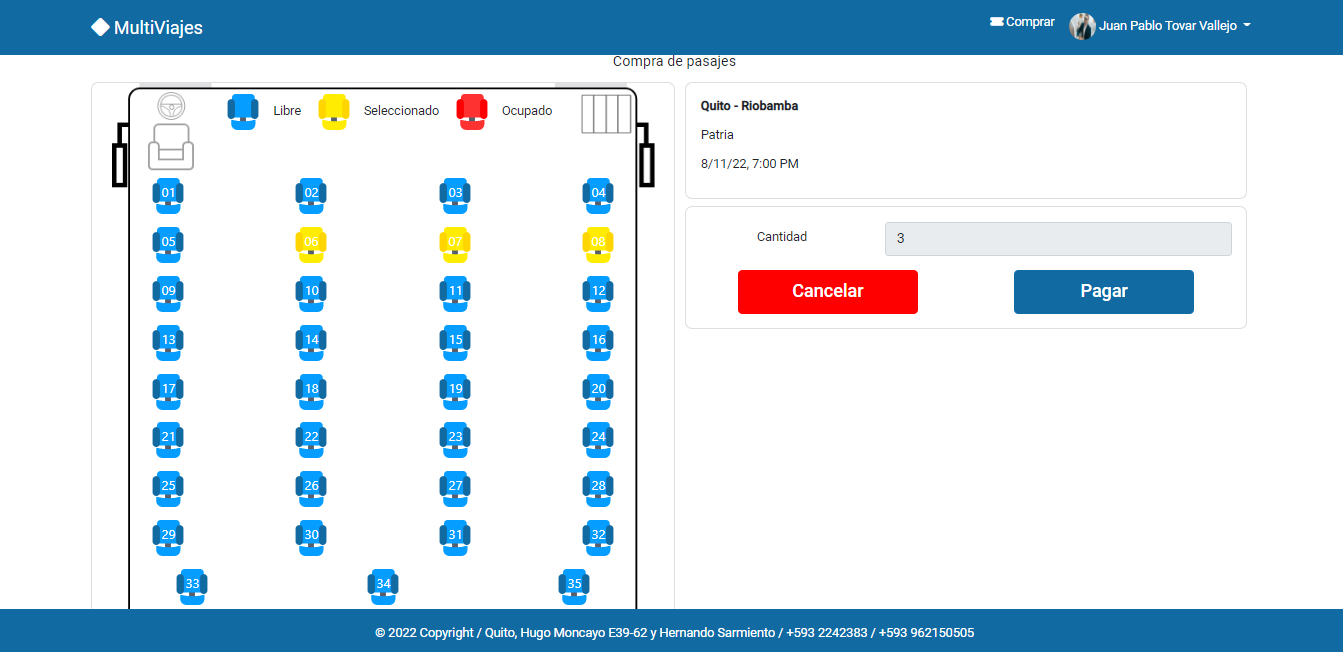 MultiViajes
Comprar
Juan Pablo Tovar Vallejo
Compra de pasajes
Libre
Seleccionado
Ocupado
01 02 03 04
05 06 07 08
09 10 11 12
13 14 15 16
17 18 19 20
21 22 23 24
25 26 27 28
29 30 31 32
33 34 35
Quito - Riobamba
Patria
8/11/22, 7:00 PM
Cantidad
3
Cancelar
Pagar
© 2022 Copyright / Quito, Hugo Moncayo E39-62 y Hernando Sarmiento / +593 2242383 / +593 962150505